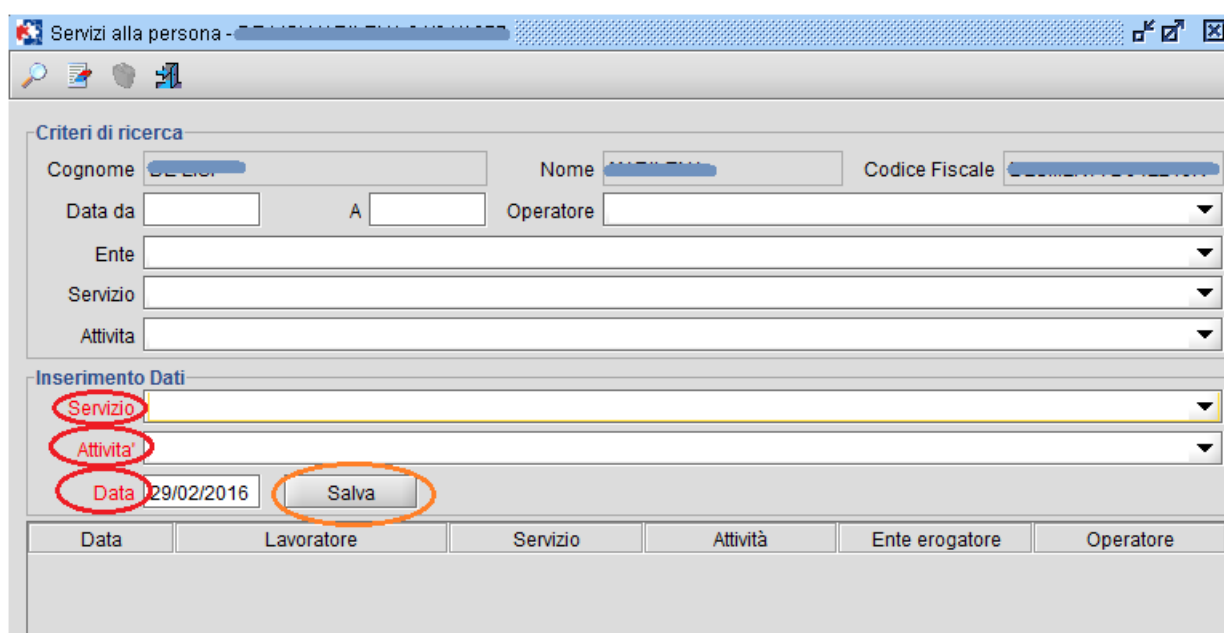 Servizi alla persona -
Criteri di ricerca
Cognome Nome Codice Fiscale
Data da A Operatore
Ente
Servizio
Attivita
Inserimento Dati
Servizio
Attivita'
Data 29/02/2016 Salva
Data Lavoratore Servizio Attività Ente erogatore Operatore